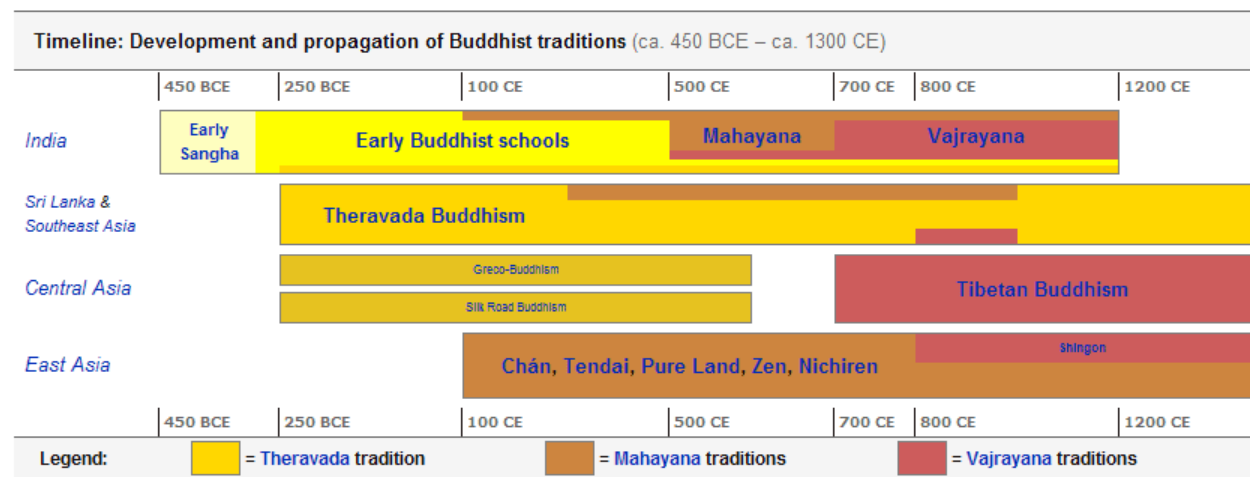 Timeline: Development and propagation of Buddhist traditions (ca. 450 BCE – ca. 1300 CE)
450 BCE 250 BCE 100 CE 500 CE 700 CE 800 CE 1200 CE
India
Early
Sangha
Early Buddhist schools
Mahayana
Vajrayana
Sri Lanka &
Southeast Asia
Theravada Buddhism
Central Asia
Greco-Buddhism
Silk Road Buddhism
Tibetan Buddhism
East Asia
Chán, Tendai, Pure Land, Zen, Nichiren
Shingon
450 BCE 250 BCE 100 CE 500 CE 700 CE 800 CE 1200 CE
Legend: = Theravada tradition = Mahayana traditions = Vajrayana traditions